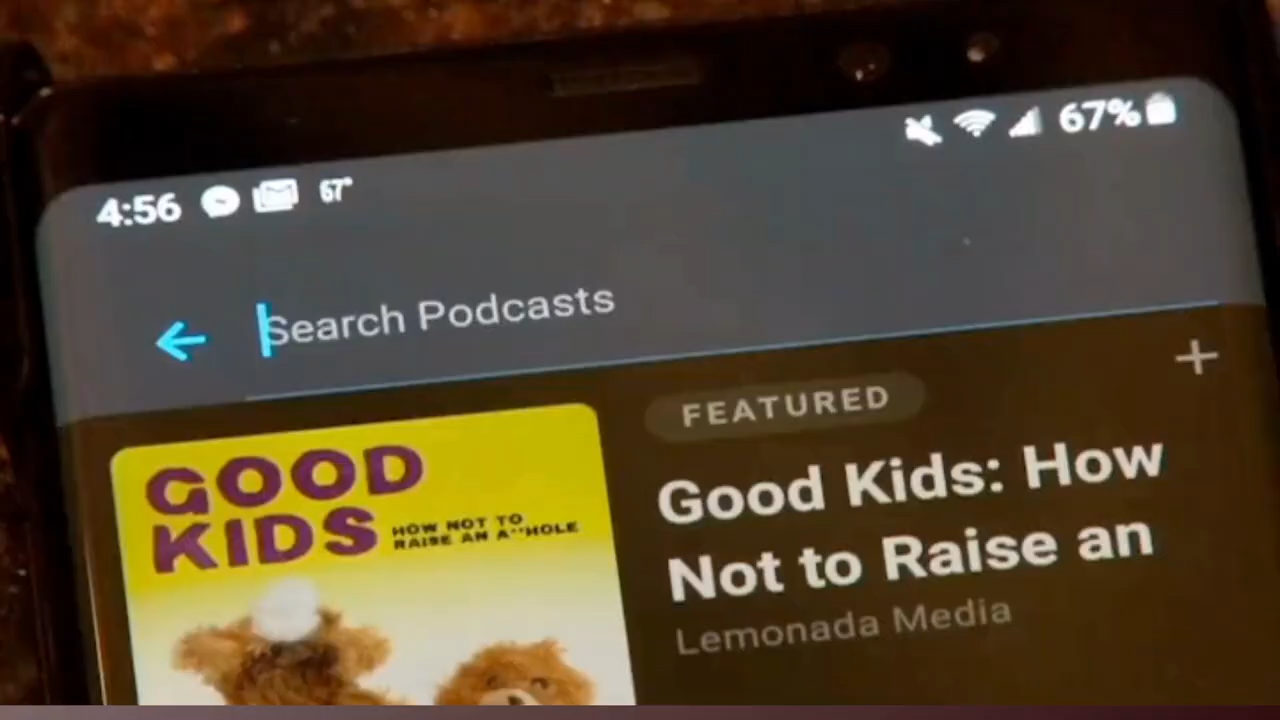 4:56 67° 67%
Search Podcasts
FEATURED
Good Kids: How
Not to Raise an
Lemonada Media
GOOD
KIDS
HOW NOT TO
RAISE AN A**HOLE